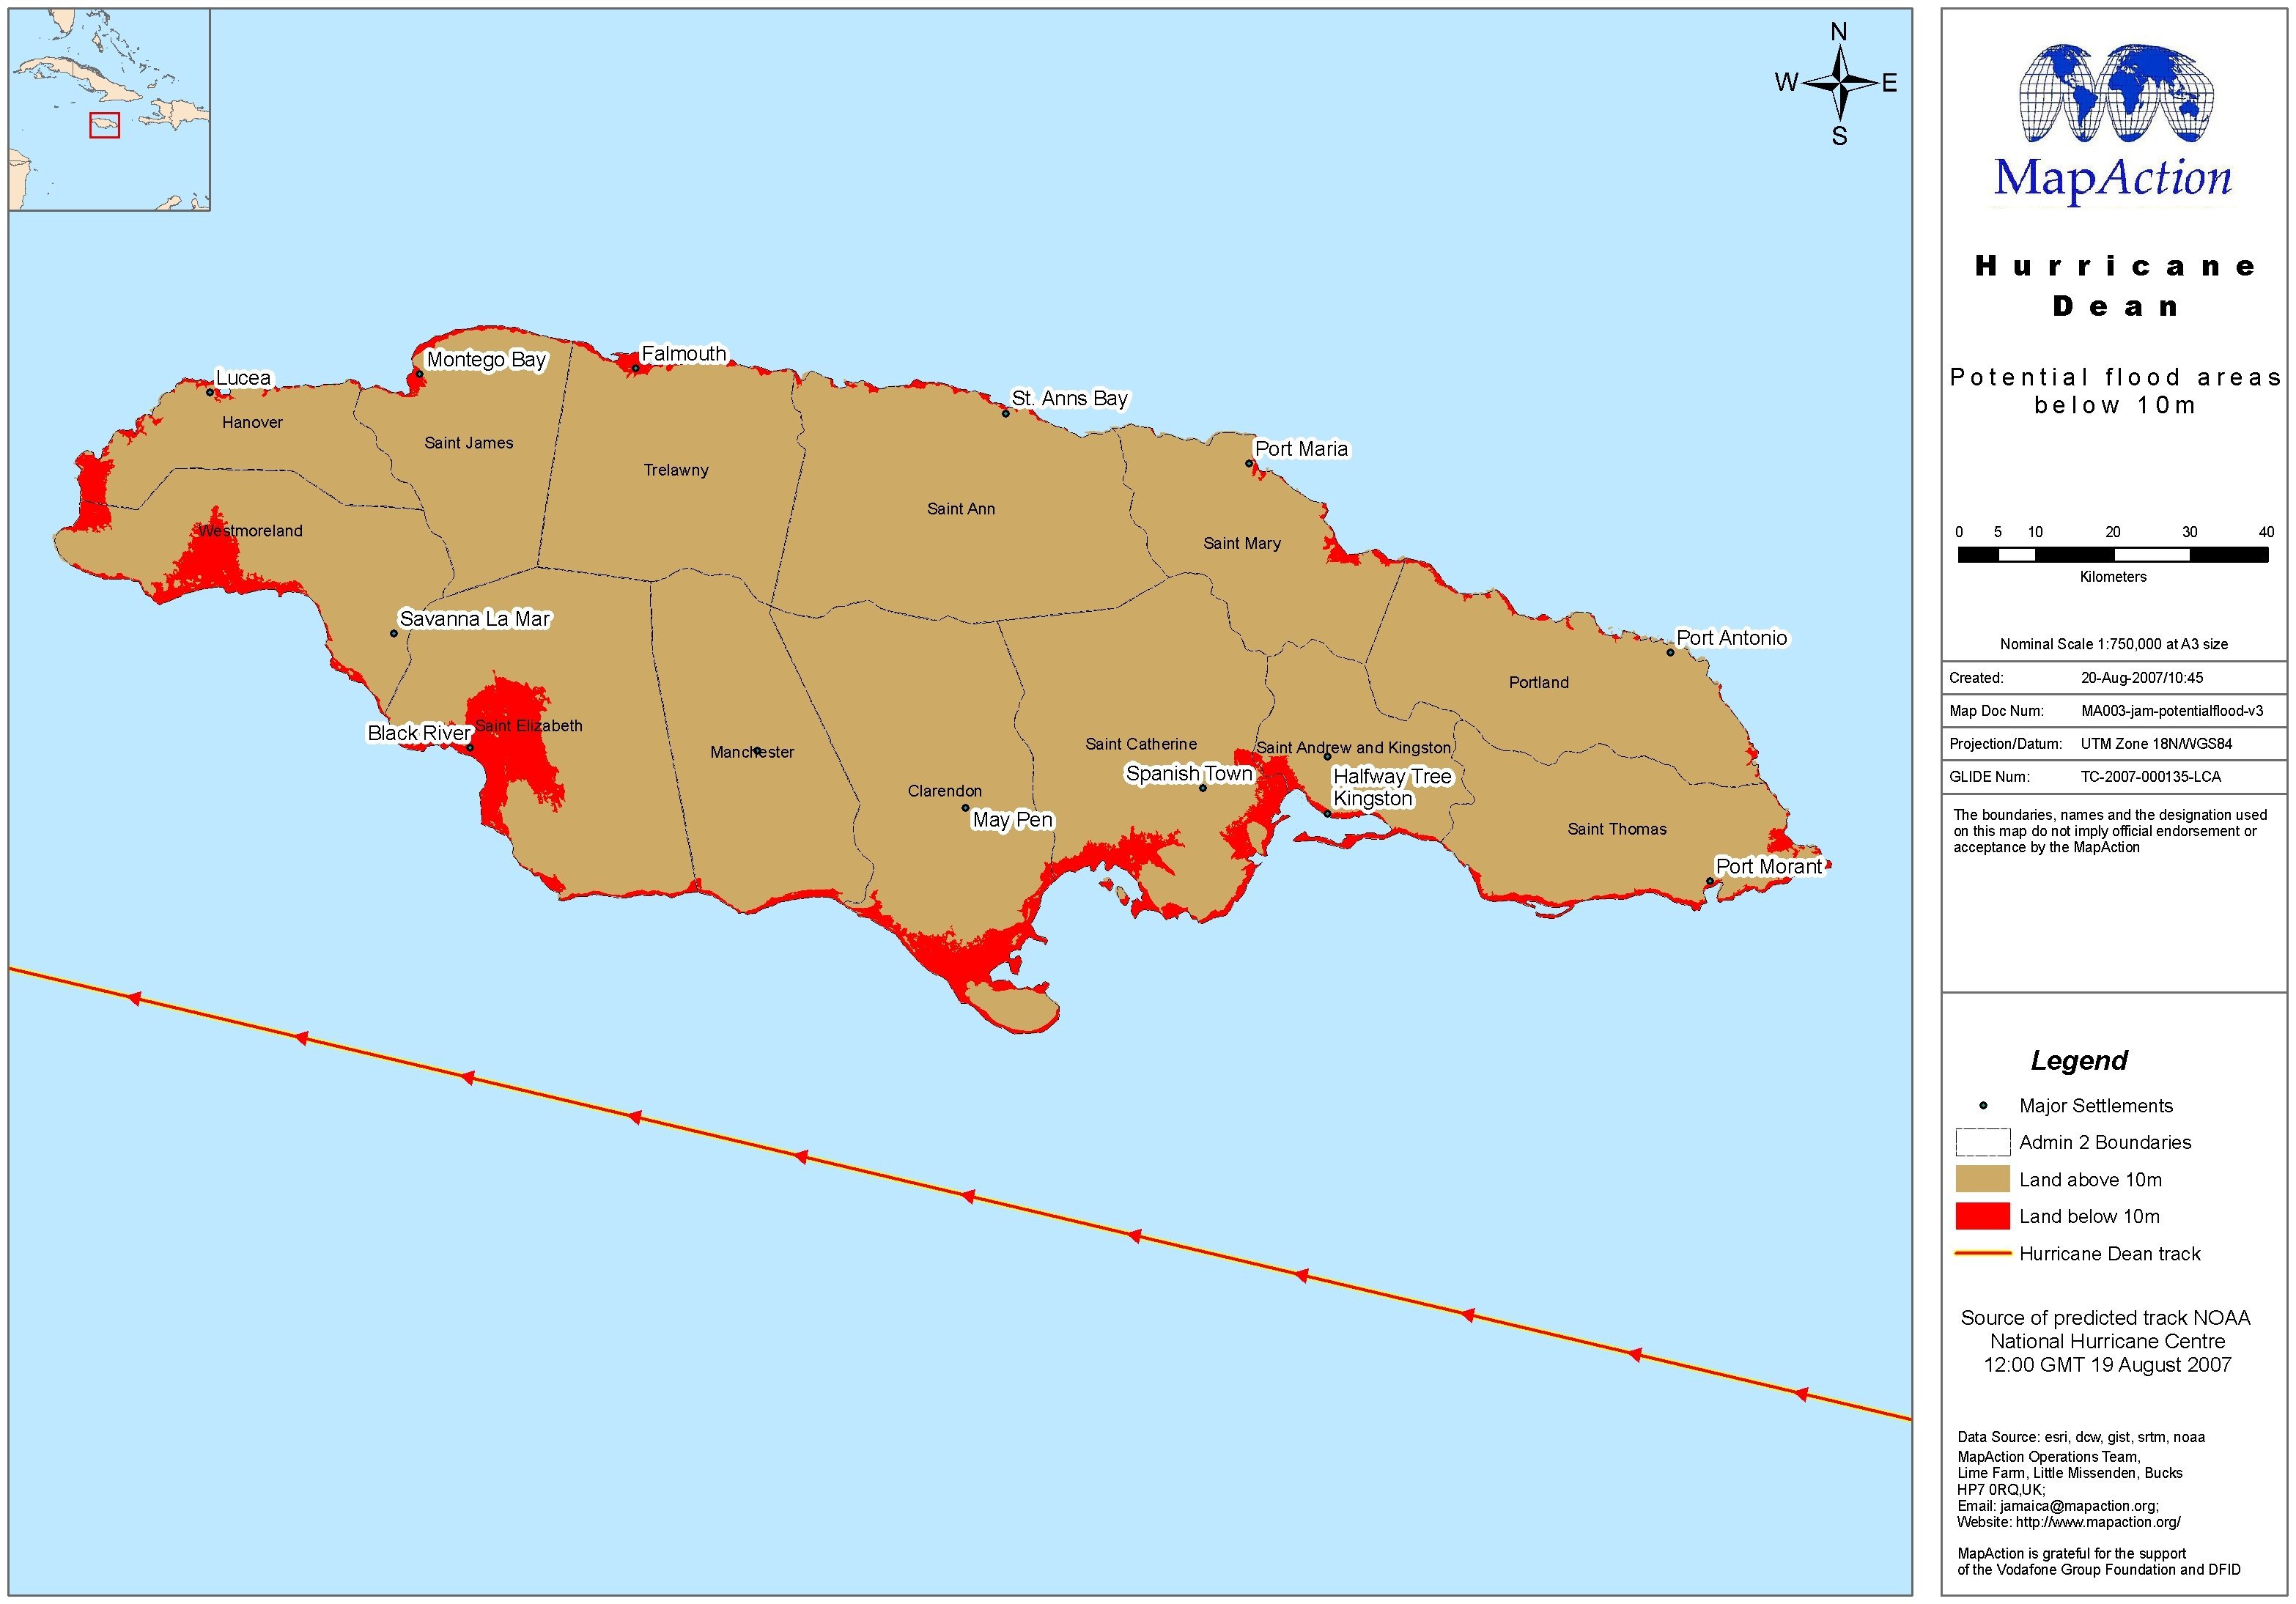 N
W E
S
Lucea
Montego Bay
Falmouth
St. Anns Bay
Port Maria
Hanover
Saint James
Trelawny
Saint Ann
Saint Mary
Westmoreland
Savanna La Mar
Port Antonio
Portland
Black River
Saint Elizabeth
Manchester
Saint Catherine
Saint Andrew and Kingston
Spanish Town
Halfway Tree
Kingston
Clarendon
May Pen
Saint Thomas
Port Morant
MapAction
Hurricane
Dean
Potential flood areas
below 10m
0 5 10 20 30 40
Kilometers
Nominal Scale 1:750,000 at A3 size
Created: 20-Aug-2007/10:45
Map Doc Num: MA003-jam-potentialflood-v3
Projection/Datum: UTM Zone 18N/WGS84
GLIDE Num: TC-2007-000135-LCA
The boundaries, names and the designation used
on this map do not imply official endorsement or
acceptance by the MapAction
Legend
Major Settlements
Admin 2 Boundaries
Land above 10m
Land below 10m
Hurricane Dean track
Source of predicted track NOAA
National Hurricane Centre
12:00 GMT 19 August 2007
Data Source: esri, dcw, gist, srtm, noaa
MapAction Operations Team,
Lime Farm, Little Missenden, Bucks
HP7 0RQ,UK;
Email: jamaica@mapaction.org;
Website: http://www.mapaction.org/
MapAction is grateful for the support
of the Vodafone Group Foundation and DFID